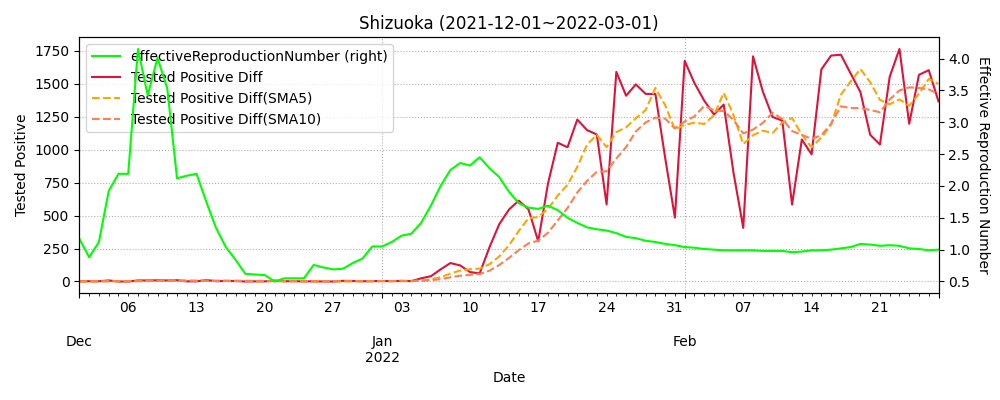 Shizuoka (2021-12-01~2022-03-01)
effectiveReproductionNumber (right)
Tested Positive Diff
Tested Positive Diff(SMA5)
Tested Positive Diff(SMA10)
Tested Positive
1750
1500
1250
1000
750
500
250
0
4.0
3.5
3.0
2.5
2.0
1.5
1.0
0.5
Effective Reproduction Number
06 13 20 27 03 10 17 24 31 07 14 21
Dec Jan Feb
2022
Date